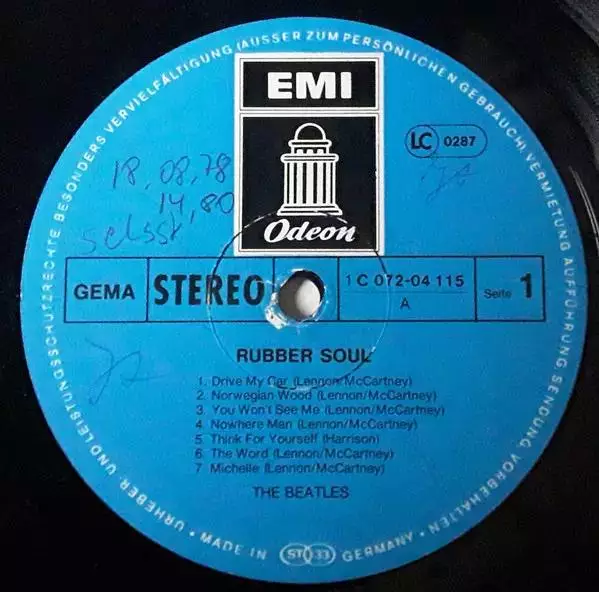 URHEBER- UND LEISTUNGSSCHUTZRECHTE, BESONDERS VERVIELFÄLTIGUNG (AUSSER ZUM PERSÖNLICHEN GEBRAUCH), VERMIETUNG AUFFÜHRUNG, SENDUNG, VORBEHALTEN.
EMI
LC 0287
18.08.78
14,80
Odeon
GEMA STEREO 1 C 072-04 115 A Seite 1
RUBBER SOUL
1. Drive My Car (Lennon/McCartney)
2. Norwegian Wood (Lennon/McCartney)
3. You Won't See Me (Lennon/McCartney)
4 Nowhere Man (Lennon/McCartney)
5 Think For Yourself (Harrison)
6. The Word (Lennon/McCartney)
7 Michelle (Lennon/McCartney)
THE BEATLES
• MADE IN ST 33 GERMANY •